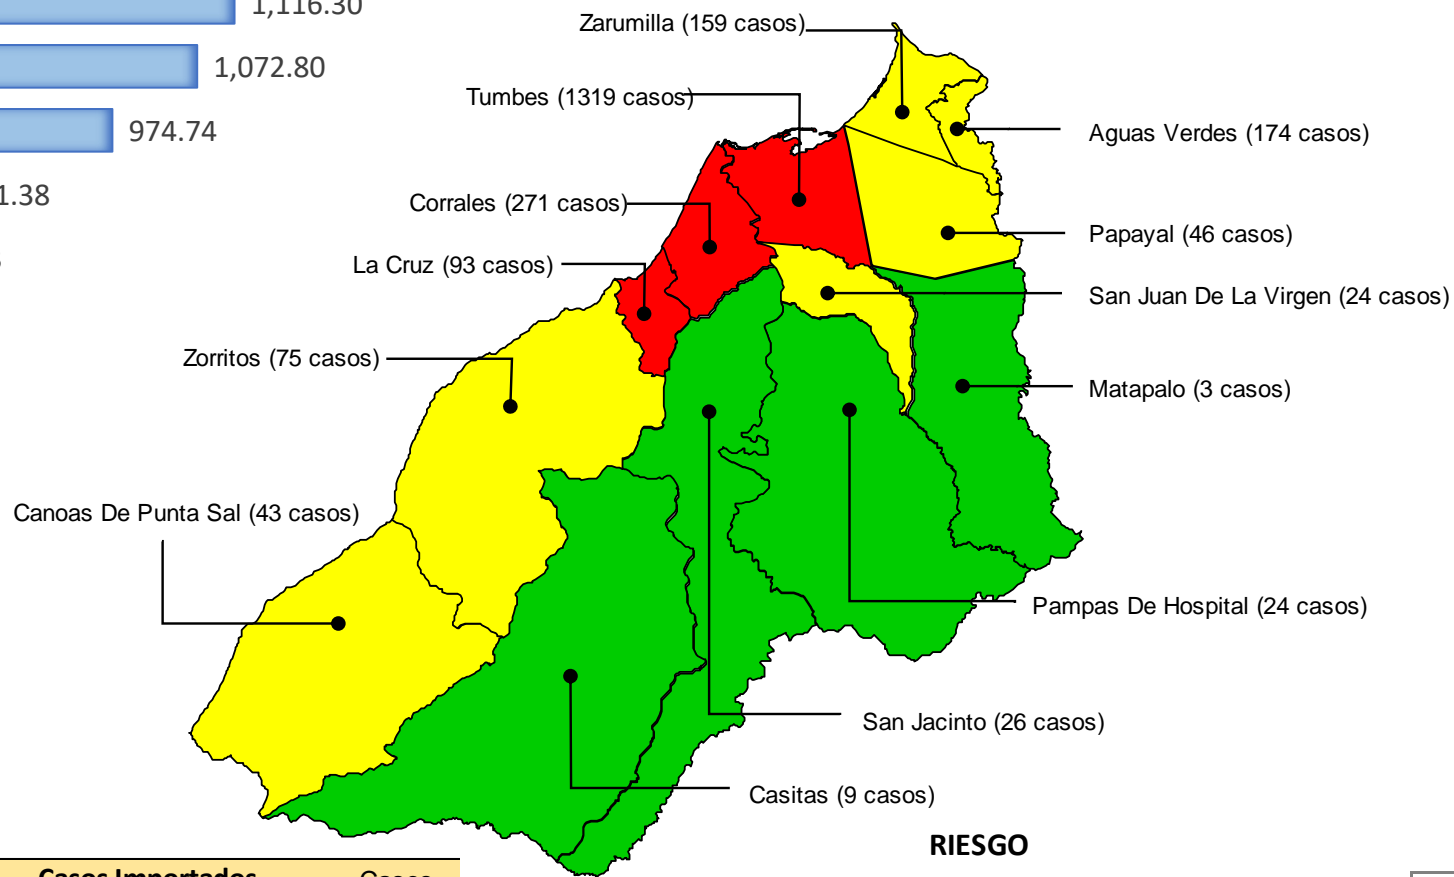 1,116.30
Zarumilla (159 casos)
1,072.80
Tumbes (1319 casos)
974.74
Aguas Verdes (174 casos)
1.38
Corrales (271 casos)
Papayal (46 casos)
La Cruz (93 casos)
San Juan De La Virgen (24 casos)
Zorritos (75 casos)
Matapalo (3 casos)
Canoas De Punta Sal (43 casos)
Pampas De Hospital (24 casos)
San Jacinto (26 casos)
Casitas (9 casos)
RIESGO
Casos Importados Casos